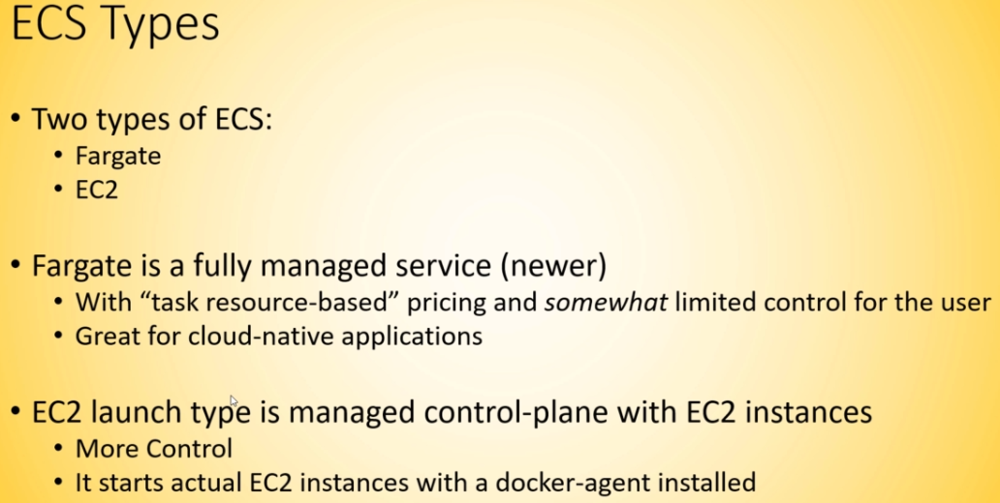 ECS Types
• Two types of ECS:
• Fargate
• EC2
• Fargate is a fully managed service (newer)
• With “task resource-based” pricing and somewhat limited control for the user
• Great for cloud-native applications
• EC2 launch type is managed control-plane with EC2 instances
• More Control
• It starts actual EC2 instances with a docker-agent installed